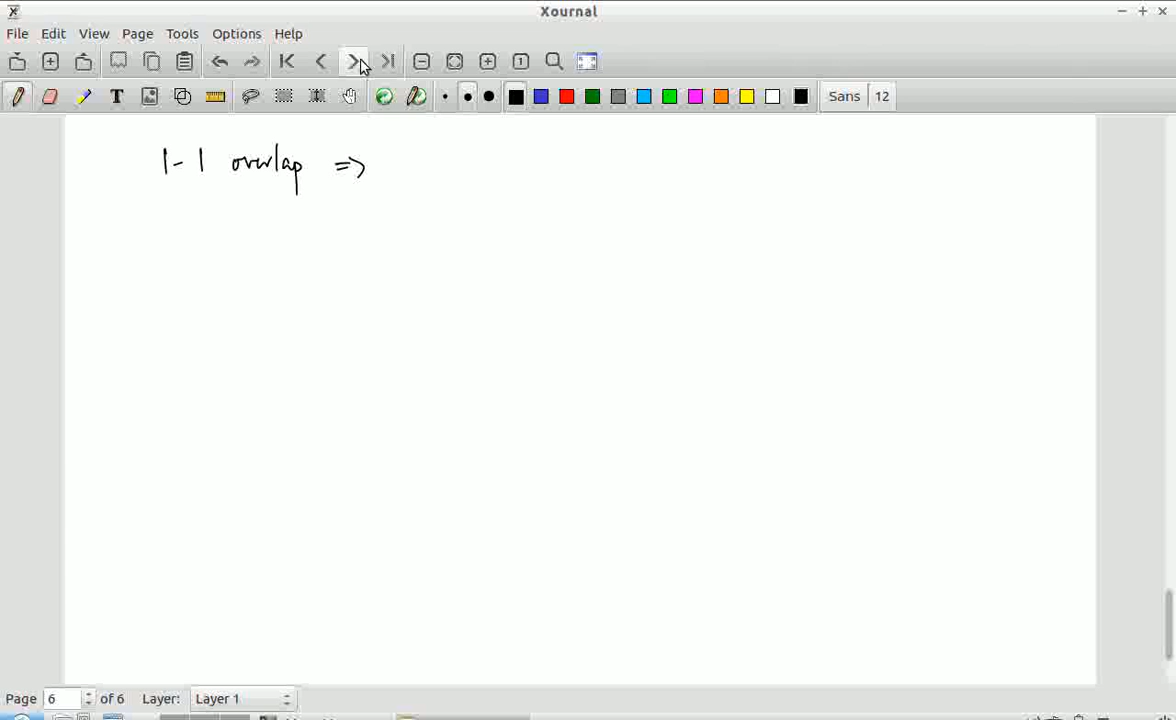 Xournal
File Edit View Page Tools Options Help
Sans 12
1-1 overlap ⇒
Page 6 of 6 Layer: Layer 1